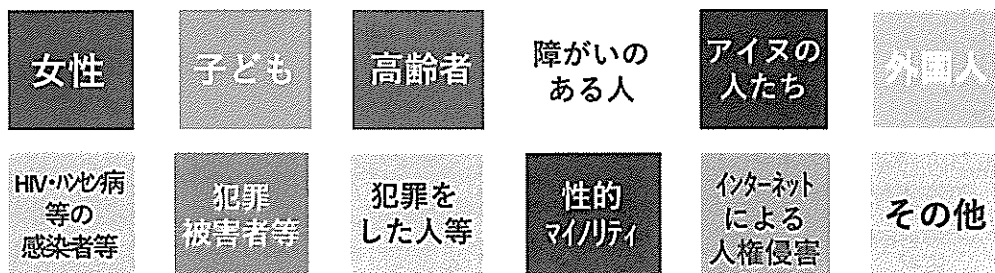 女性
子ども
高齢者
障がいの
ある人
アイヌの
人たち
外国人
HIV・ハンセン病
等の
感染者等
犯罪
被害者等
犯罪を
した人等
性的
マイノリティ
インターネット
による
人権侵害
その他